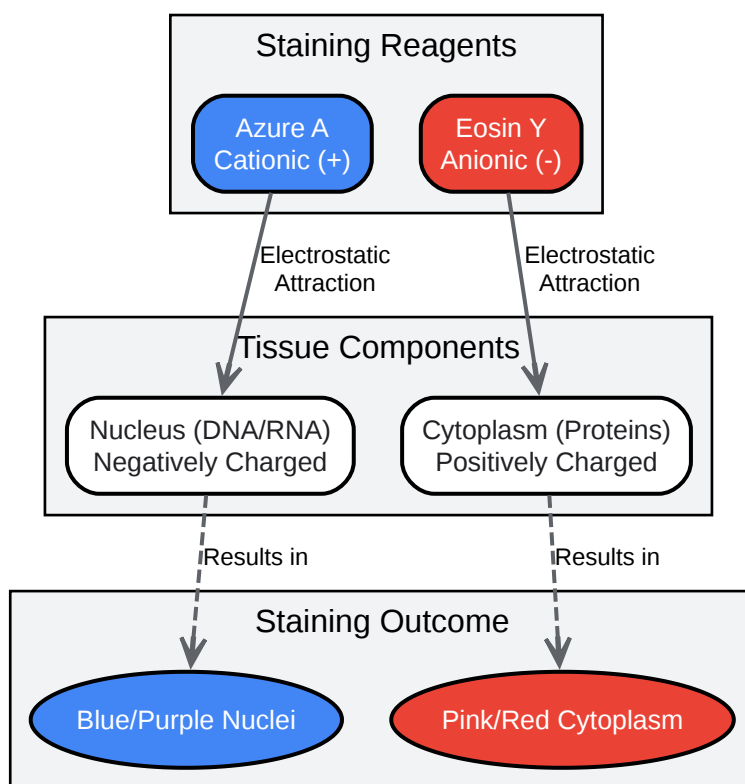 Staining Reagents
Azure A
Cationic (+)
Eosin Y
Anionic (-)
Electrostatic
Attraction
Electrostatic
Attraction
Tissue Components
Nucleus (DNA/RNA)
Negatively Charged
Cytoplasm (Proteins)
Positively Charged
Results in
Results in
Staining Outcome
Blue/Purple Nuclei
Pink/Red Cytoplasm